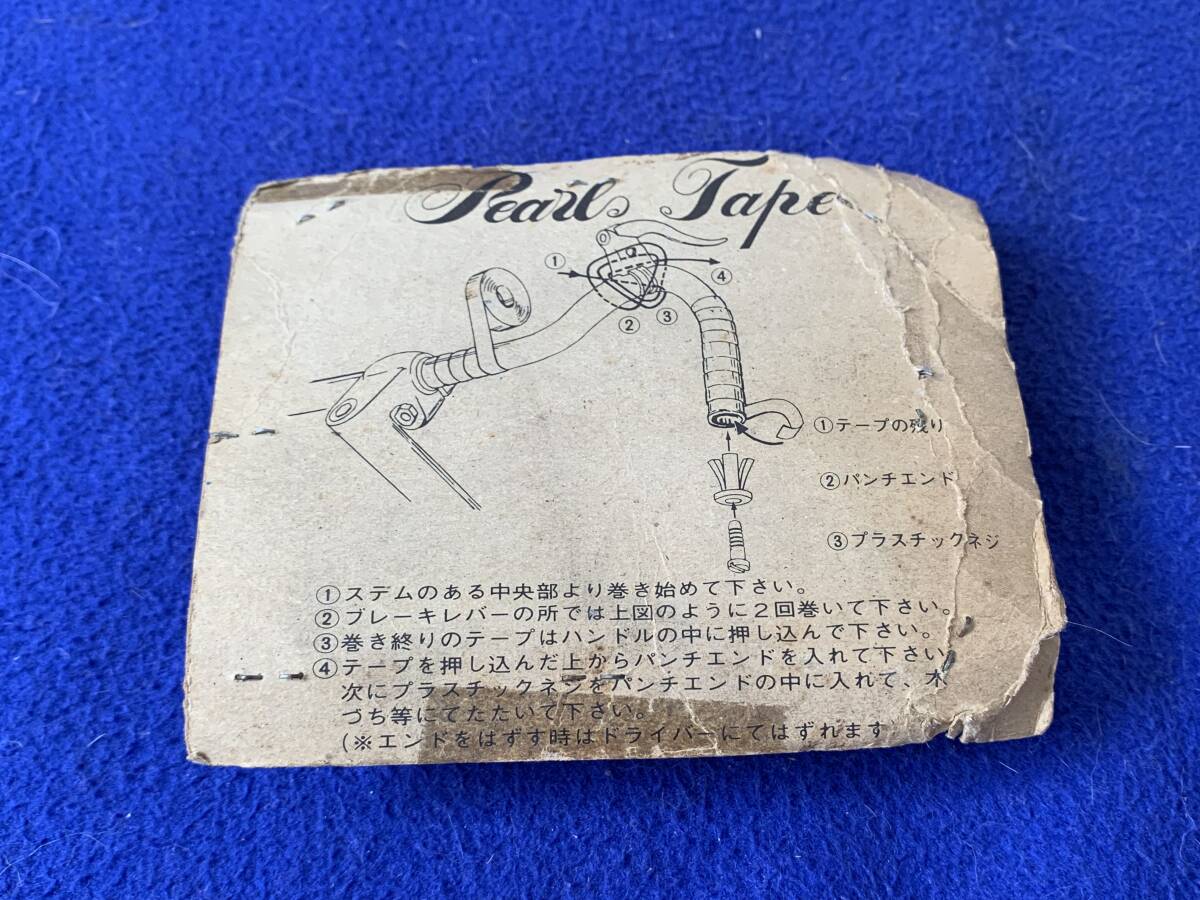 Pearl Tape
①
④
③
②
①テープの残り
②パンチエンド
③プラスチックネジ
①ステムのある中央部より巻き始めて下さい。
②ブレーキレバーの所では上図のように2回巻いて下さい。
③巻き終りのテープはハンドルの中に押し込んで下さい。
④テープを押し込んだ上からパンチエンドを入れて下さい
次にプラスチックネジをパンチエンドの中に入れて、木
づち等にてたたいて下さい。
(※エンドをはずす時はドライバーにてはずれます